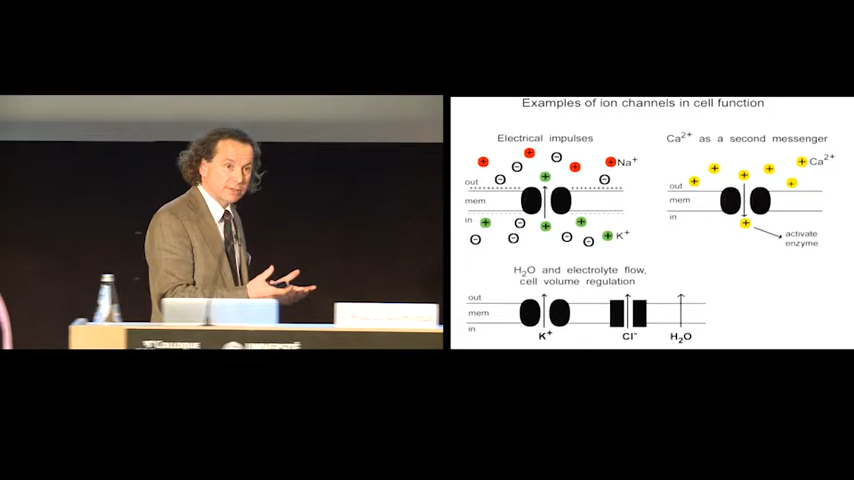 Examples of ion channels in cell function
Electrical impulses
Na+
out
mem
in
K+
Ca2+ as a second messenger
Ca2+
out
mem
in
activate
enzyme
H2O and electrolyte flow,
cell volume regulation
out
mem
in
K+
Cl-
H2O